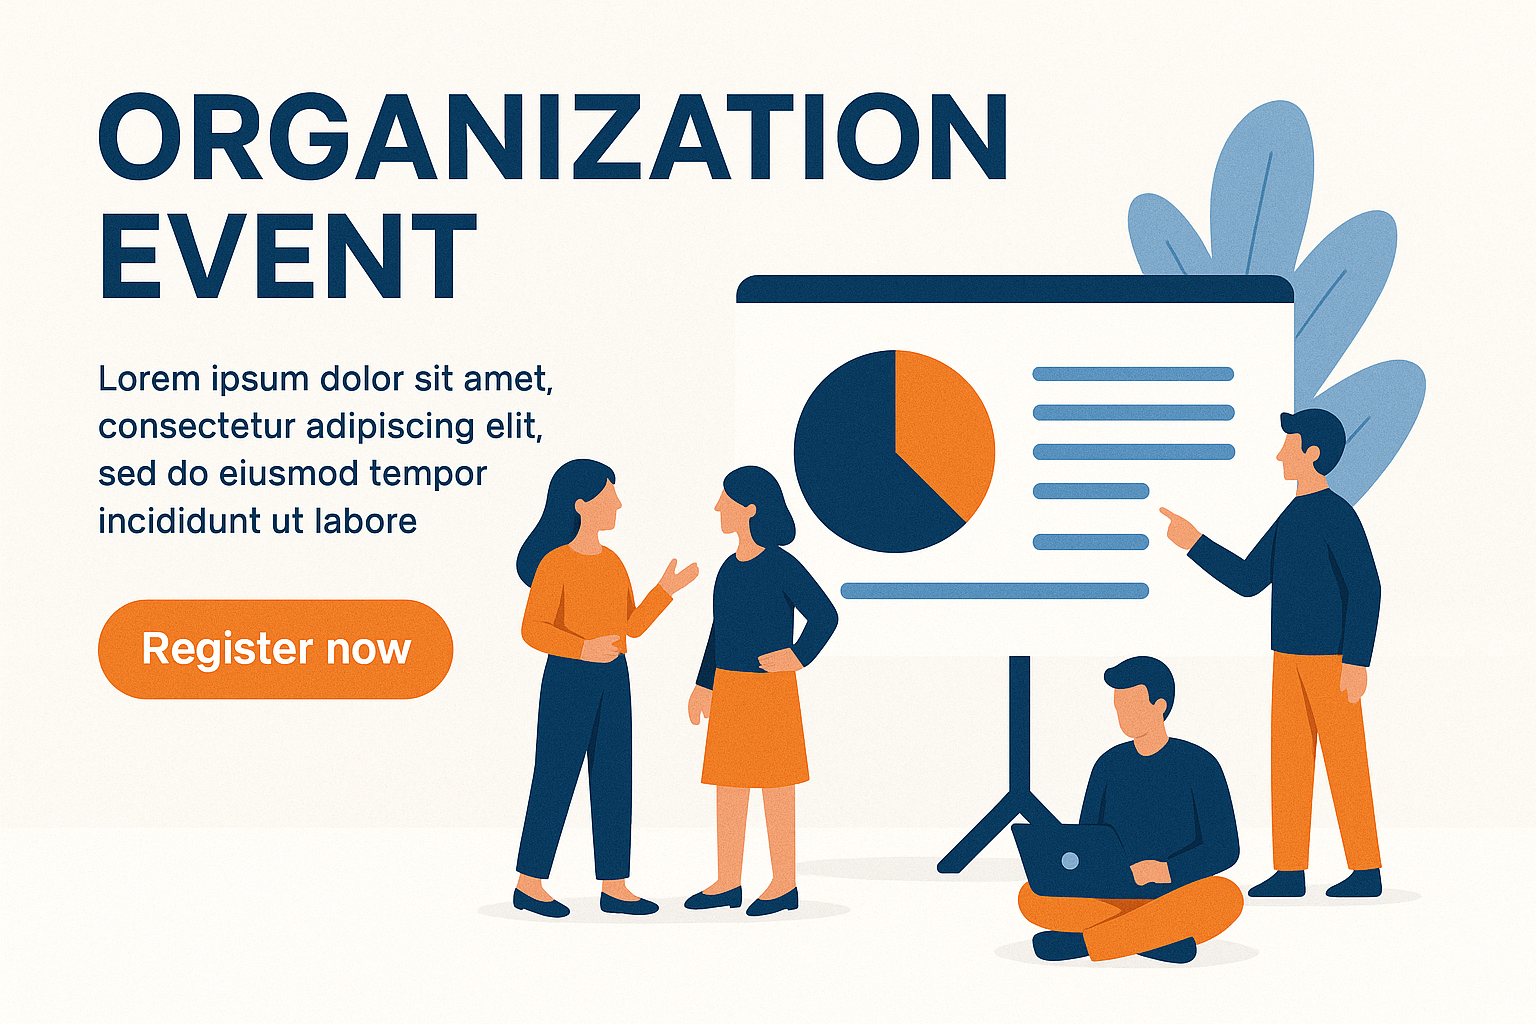 ORGANIZATION
EVENT
Lorem ipsum dolor sit amet,
consectetur adipiscing elit,
sed do eiusmod tempor
incididunt ut labore
Register now